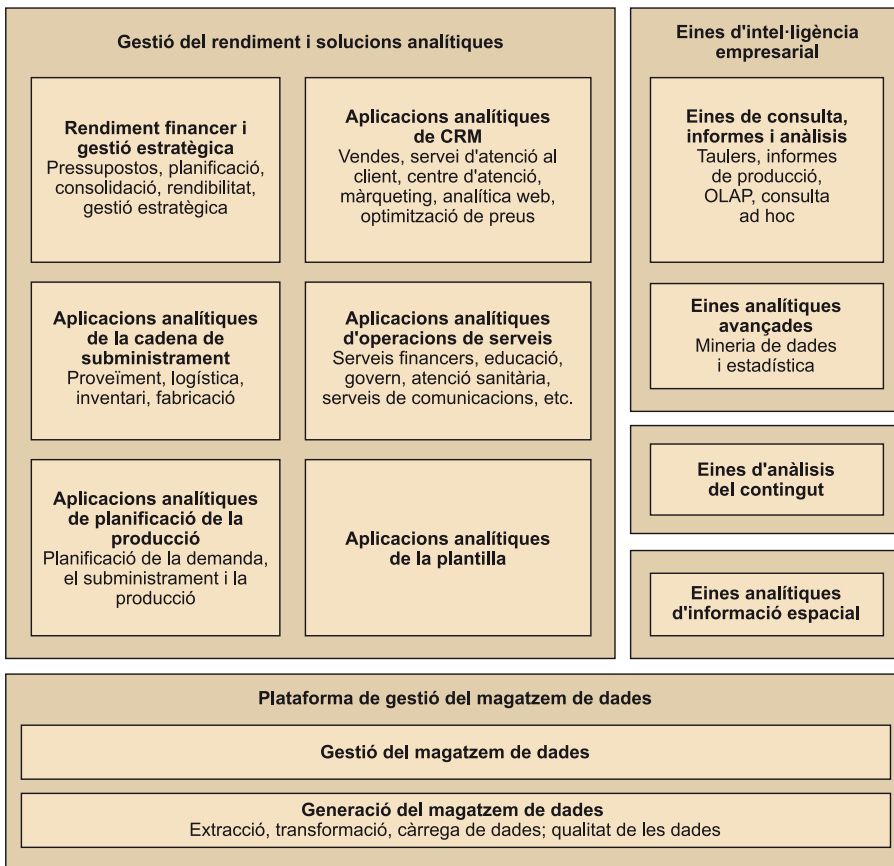 Gestió del rendiment i solucions analítiques
Rendiment financer i
gestió estratègica
Pressupostos, planificació,
consolidació, rendibilitat,
gestió estratègica
Aplicacions analítiques
de CRM
Vendes, servei d'atenció al
client, centre d'atenció,
màrqueting, analítica web,
optimització de preus
Aplicacions analítiques
de la cadena de
subministrament
Proveïment, logística,
inventari, fabricació
Aplicacions analítiques
d'operacions de serveis
Serveis financers, educació,
govern, atenció sanitària,
serveis de comunicacions, etc.
Aplicacions analítiques
de planificació de la
producció
Planificació de la demanda,
el subministrament i la
producció
Aplicacions analítiques
de la plantilla
Eines d'intel·ligència
empresarial
Eines de consulta,
informes i anàlisis
Taulers, informes
de producció,
OLAP, consulta
ad hoc
Eines analítiques
avançades
Mineria de dades
i estadística
Eines d'anàlisis
del contingut
Eines analítiques
d'informació espacial
Plataforma de gestió del magatzem de dades
Gestió del magatzem de dades
Generació del magatzem de dades
Extracció, transformació, càrrega de dades; qualitat de les dades